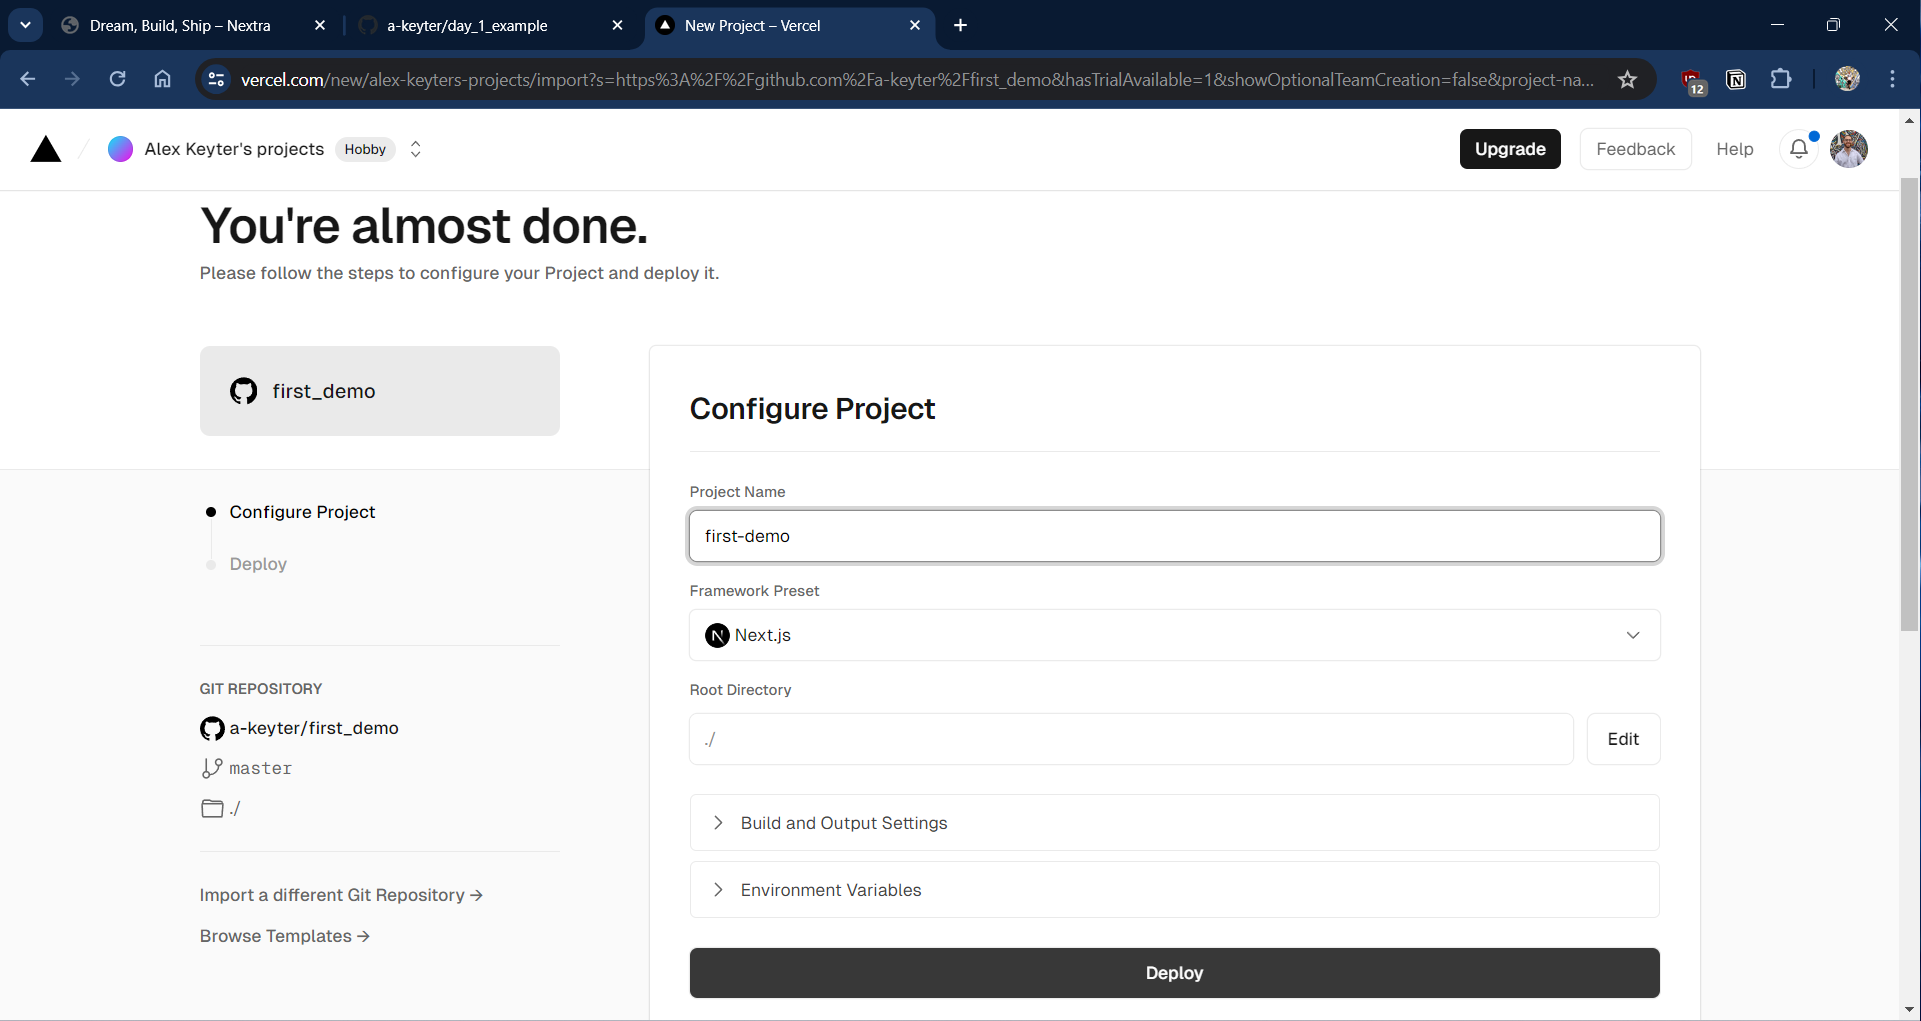 Dream, Build, Ship – Nextra
a-keyter/day_1_example
New Project – Vercel
vercel.com/new/alex-keyters-projects/import?s=https%3A%2F%2Fgithub.com%2Fa-keyter%2Ffirst_demo&hasTrialAvailable=1&showOptionalTeamCreation=false&project-na...
12
Alex Keyter's projects
Hobby
Upgrade
Feedback
Help
You're almost done.
Please follow the steps to configure your Project and deploy it.
first_demo
Configure Project
Deploy
GIT REPOSITORY
a-keyter/first_demo
master
./
Import a different Git Repository →
Browse Templates →
Configure Project
Project Name
first-demo
Framework Preset
N Next.js
Root Directory
./
Edit
Build and Output Settings
Environment Variables
Deploy